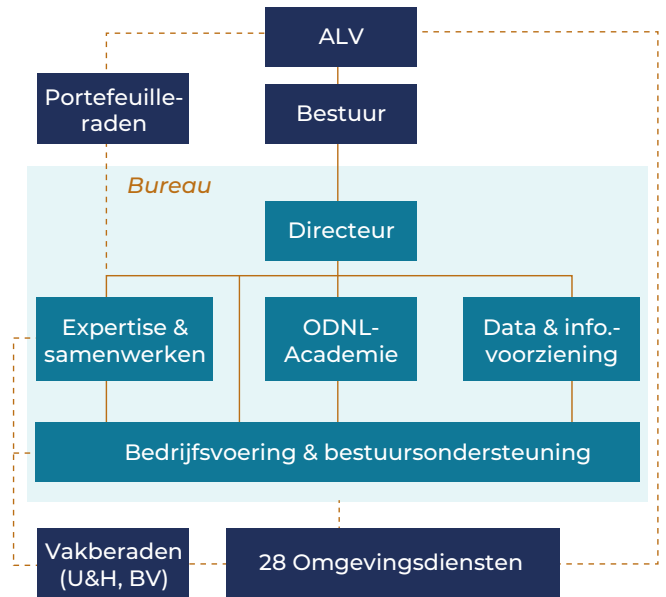 ALV
Portefeuille-
raden
Bestuur
Bureau
Directeur
Expertise &
samenwerken
ODNL-
Academie
Data & info.-
voorziening
Bedrijfsvoering & bestuursondersteuning
Vakberaden
(U&H, BV)
28 Omgevingsdiensten